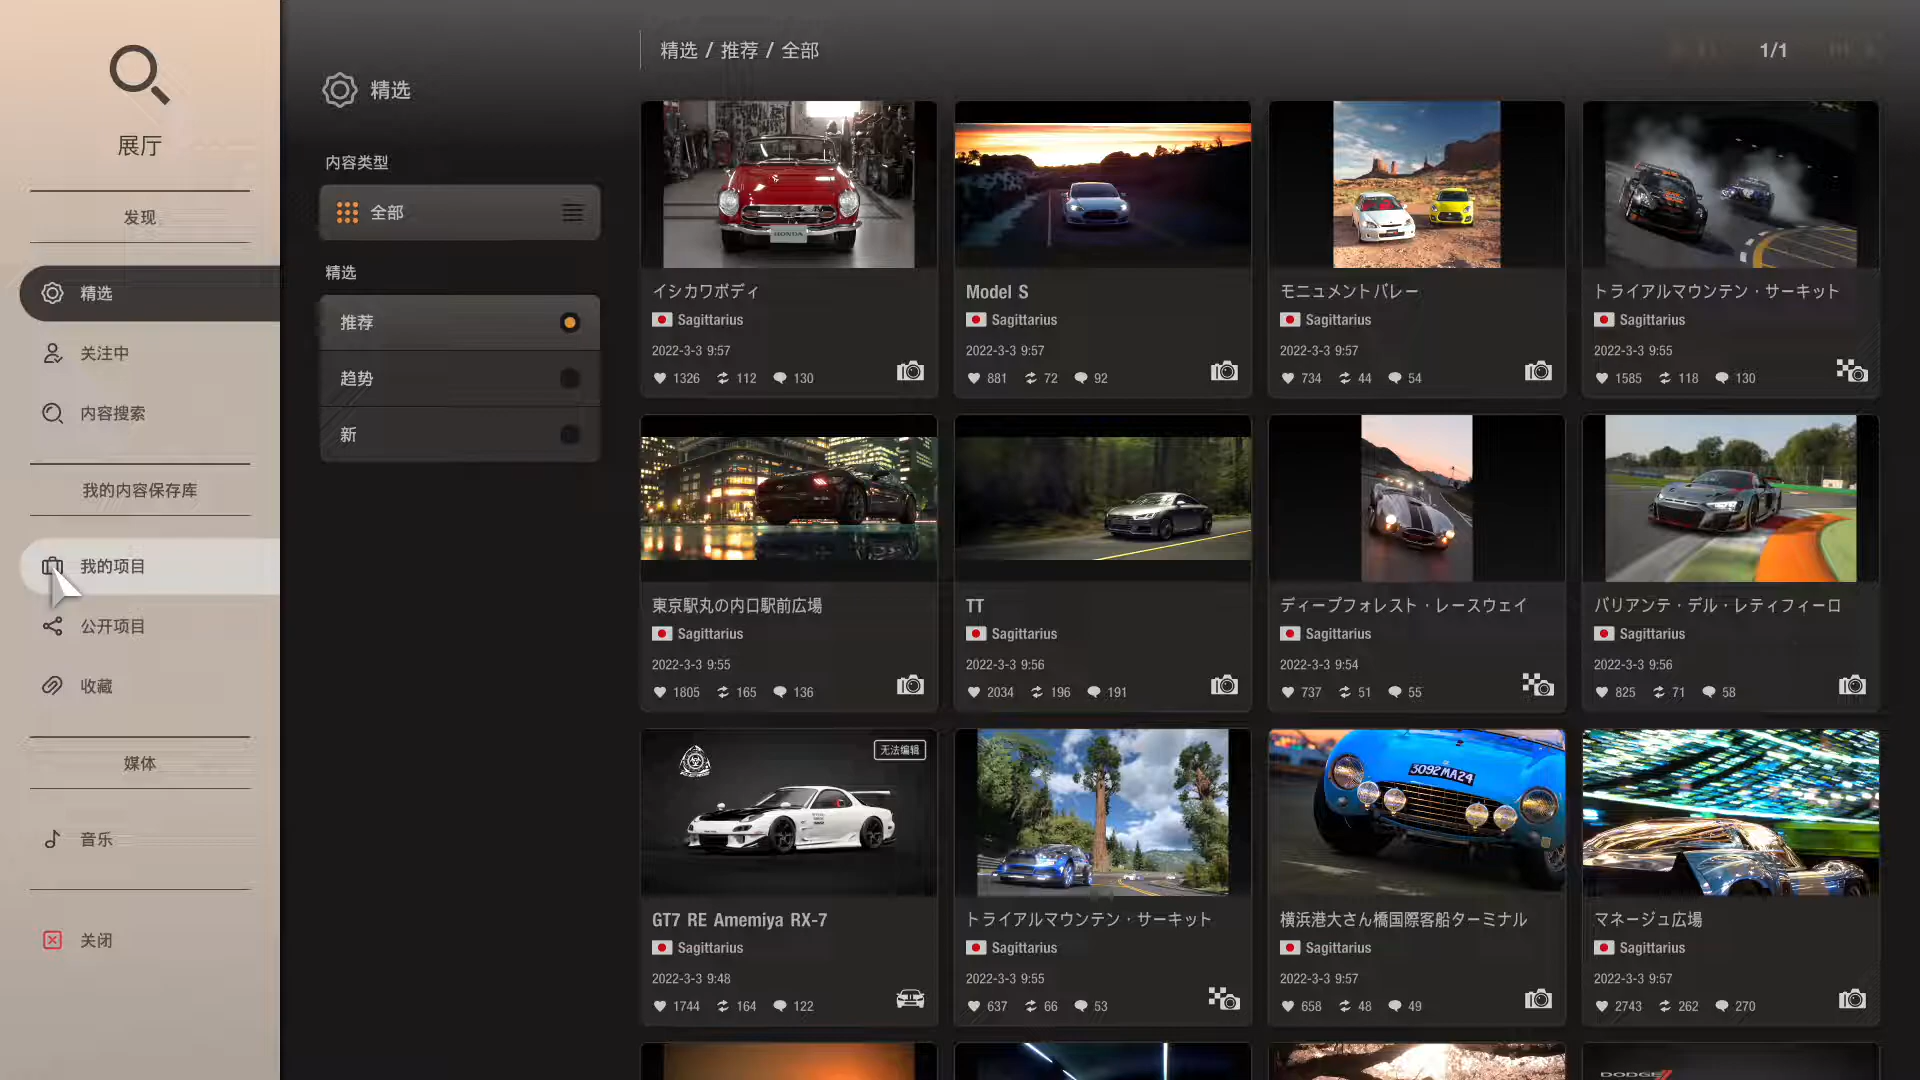 展厅
发现
精选
关注中
内容搜索
我的内容保存库
我的项目
公开项目
收藏
媒体
音乐
关闭
精选
内容类型
全部
精选
推荐
趋势
新
精选 / 推荐 / 全部
1/1
HONDA
イシカワボディ
Sagittarius
2022-3-3 9:57
1326 112 130
Model S
Sagittarius
2022-3-3 9:57
881 72 92
モニュメントバレー
Sagittarius
2022-3-3 9:57
734 44 54
トライアルマウンテン・サーキット
Sagittarius
2022-3-3 9:55
1585 118 130
東京駅丸の内口駅前広場
Sagittarius
2022-3-3 9:55
1805 165 136
TT
Sagittarius
2022-3-3 9:56
2034 196 191
ディープフォレスト・レースウェイ
Sagittarius
2022-3-3 9:54
737 51 55
バリアンテ・デル・レティフィーロ
Sagittarius
2022-3-3 9:56
825 71 58
无法编辑
GT7 RE Amemiya RX-7
Sagittarius
2022-3-3 9:48
1744 164 122
トライアルマウンテン・サーキット
Sagittarius
2022-3-3 9:55
637 66 53
3092MA24
横浜港大さん橋国際客船ターミナル
Sagittarius
2022-3-3 9:57
658 48 49
マネージュ広場
Sagittarius
2022-3-3 9:57
2743 262 270
DODGE